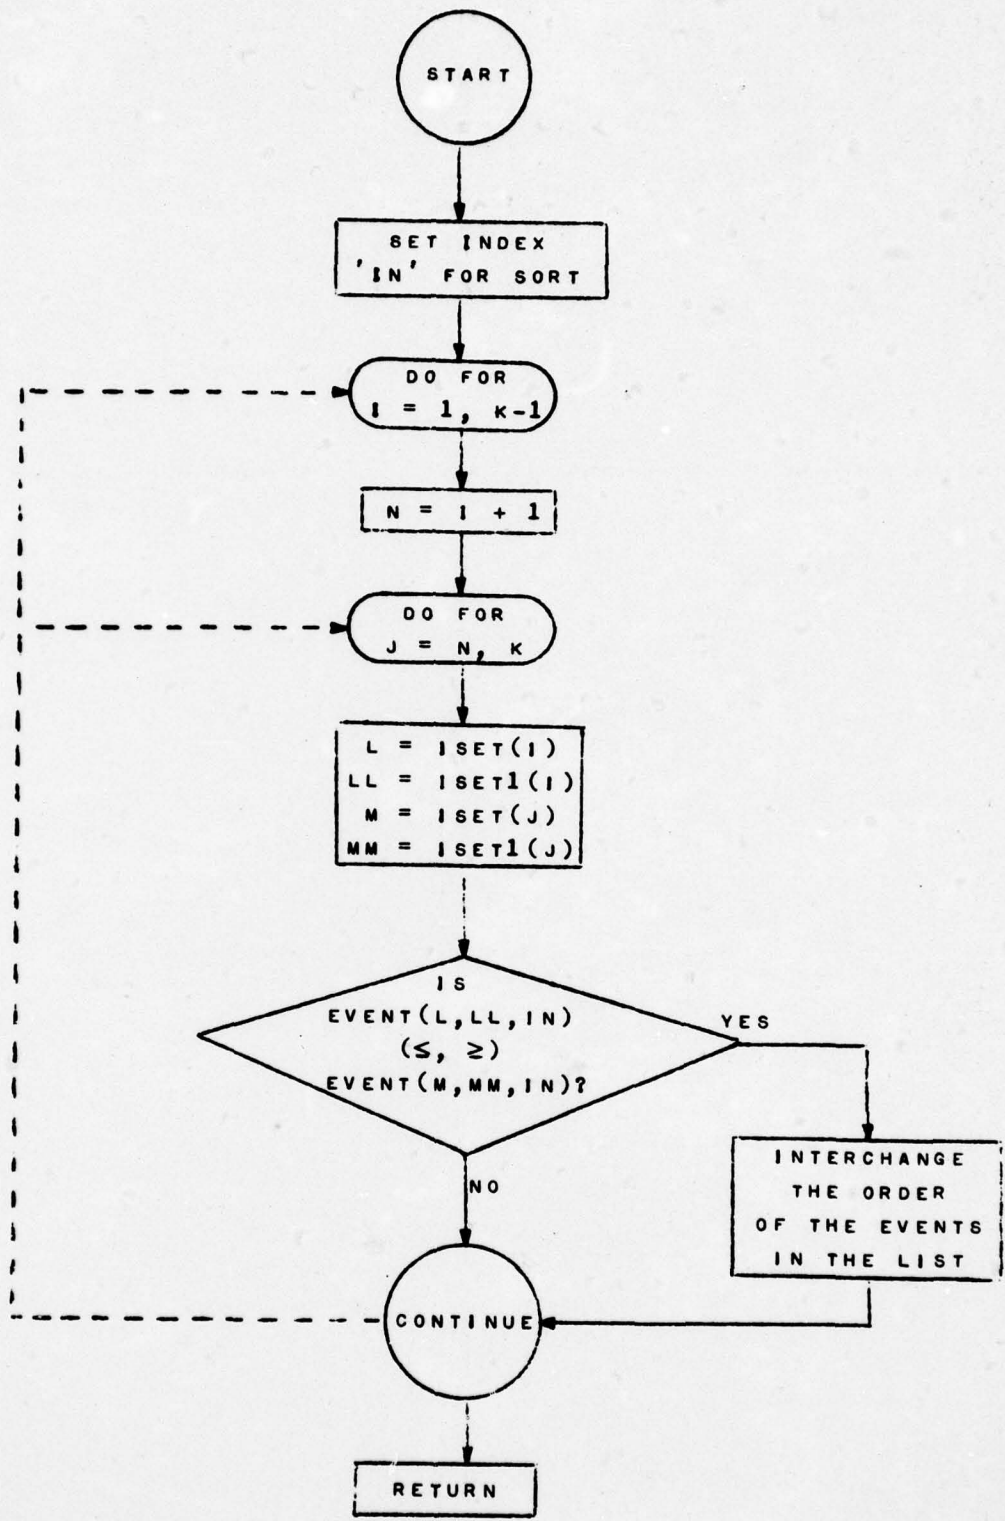 START
SET INDEX
'IN' FOR SORT
DO FOR
I = 1, K-1
N = I + 1
DO FOR
J = N, K
L = ISET(I)
LL = ISET1(I)
M = ISET(J)
MM = ISET1(J)
IS
EVENT(L,LL,IN)
(≤, ≥)
EVENT(M,MM,IN)?
YES
NO
INTERCHANGE
THE ORDER
OF THE EVENTS
IN THE LIST
CONTINUE
RETURN